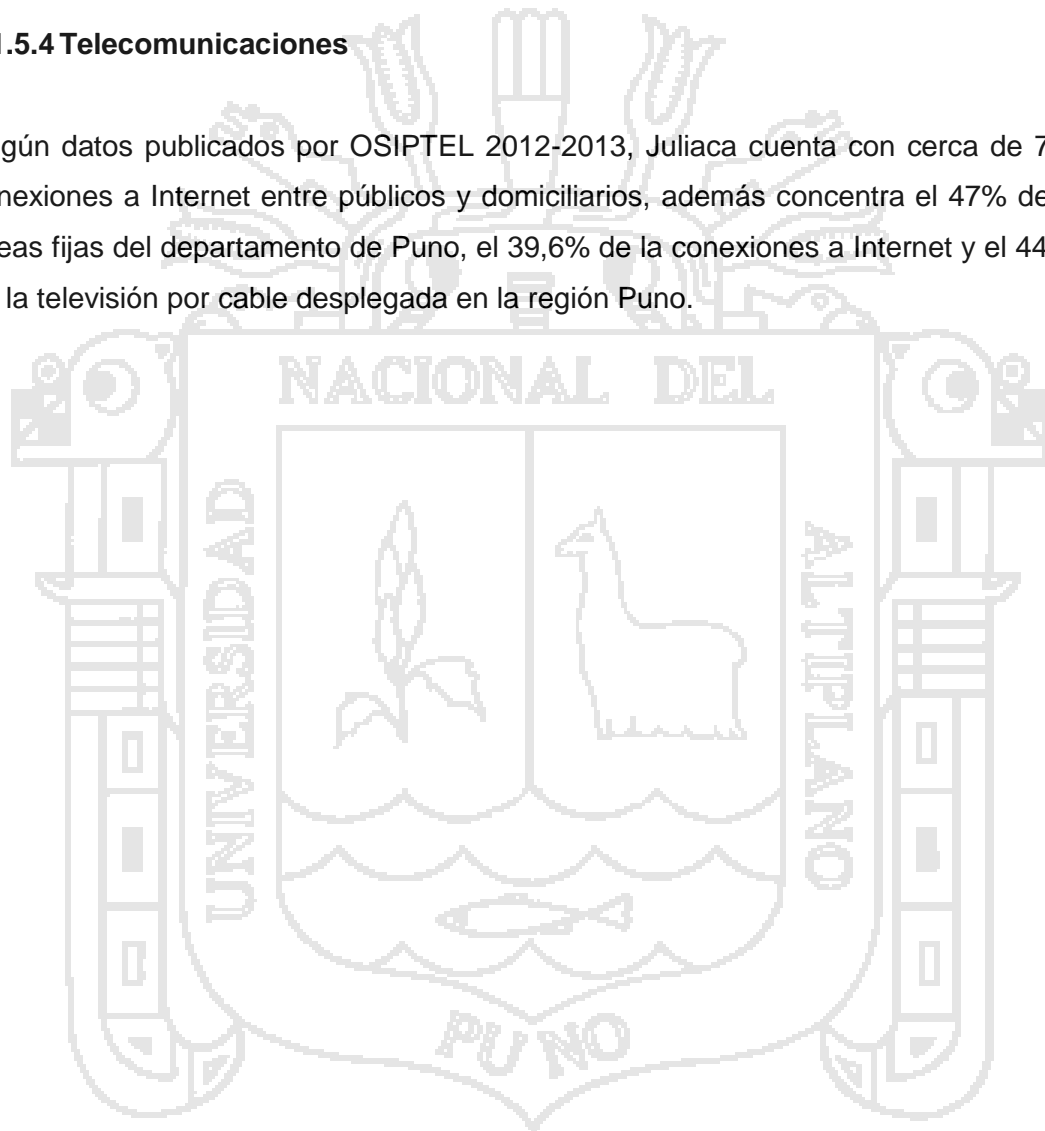 1.5.4 Telecomunicaciones
gún datos publicados por OSIPTEL 2012-2013, Juliaca cuenta con cerca de 7
nexiones a Internet entre públicos y domiciliarios, además concentra el 47% de
eas fijas del departamento de Puno, el 39,6% de la conexiones a Internet y el 44
la televisión por cable desplegada en la región Puno.
NACIONAL DEL
UNIVERSIDAD
ALTIPLANO
PUNO